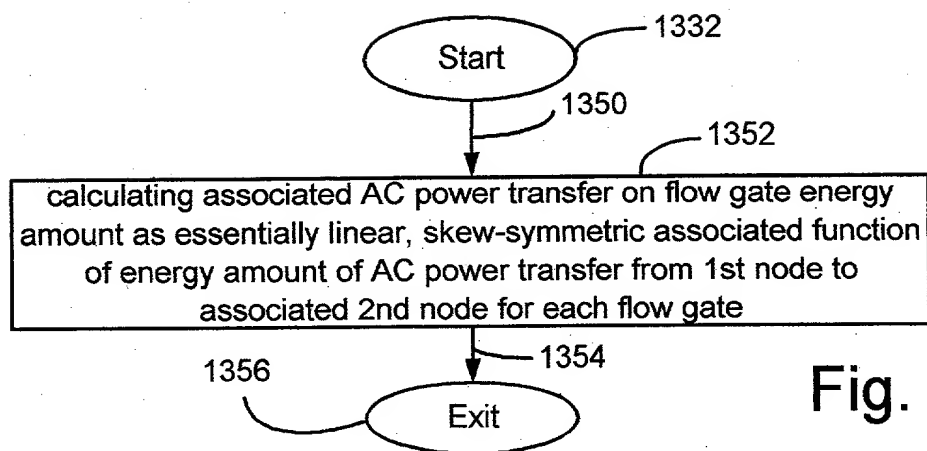 1332
Start
1350
1352
calculating associated AC power transfer on flow gate energy
amount as essentially linear, skew-symmetric associated function
of energy amount of AC power transfer from 1st node to
associated 2nd node for each flow gate
1354
1356
Exit
Fig.